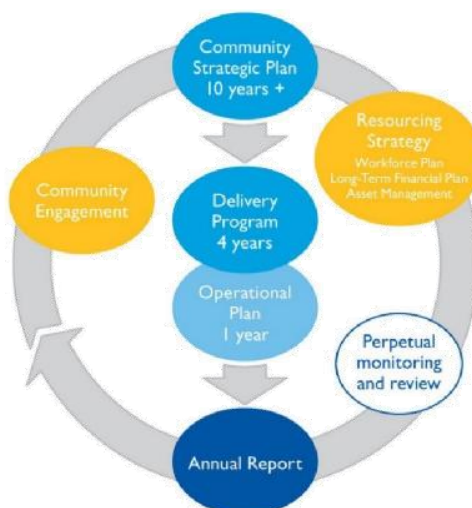 Community
Strategic Plan
10 years +
Resourcing
Strategy
Workforce Plan
Long-Term Financial Plan
Asset Management
Community
Engagement
Delivery
Program
4 years
Operational
Plan
1 year
Perpetual
monitoring
and review
Annual Report